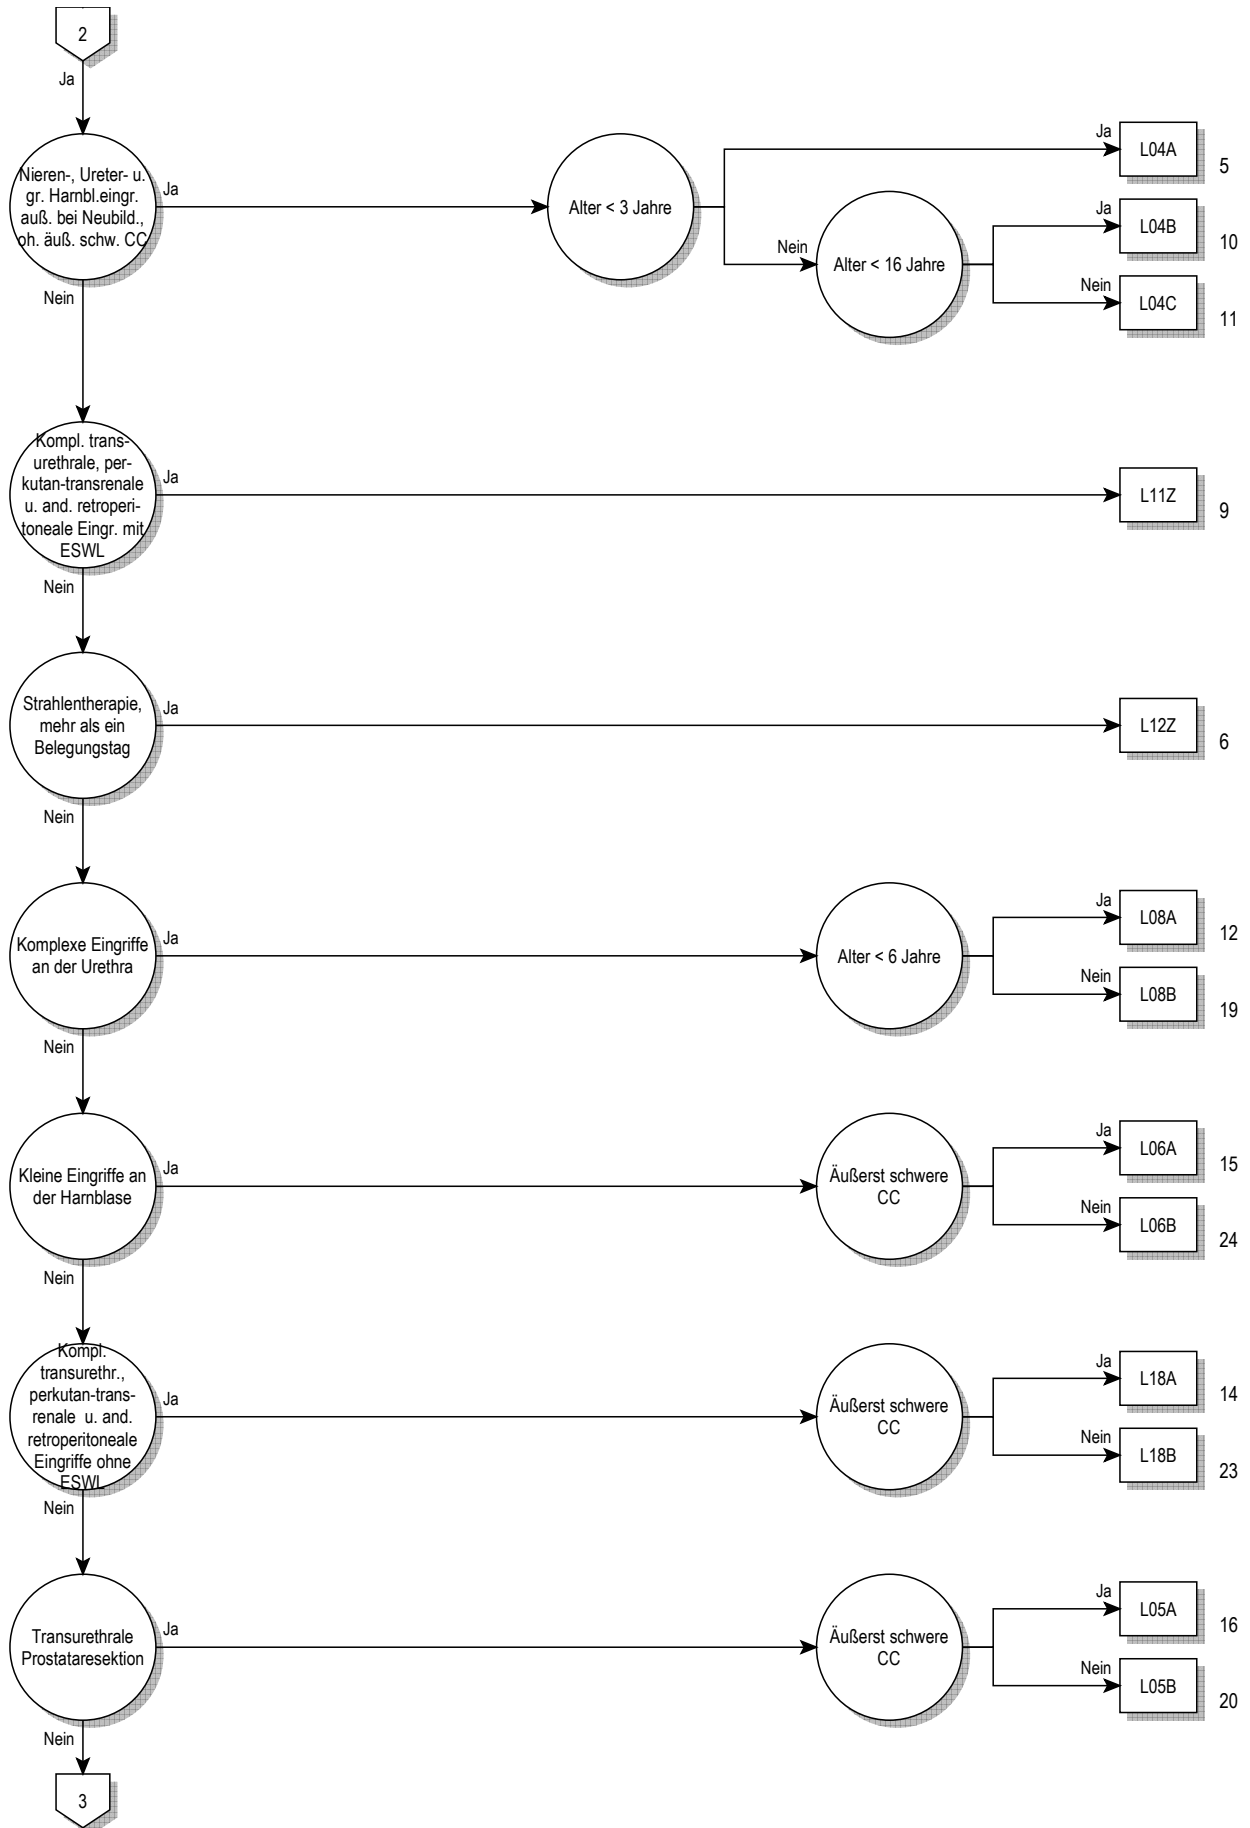 2
Ja
Nieren-, Ureter- u.
gr. Harnbl.eingr.
auß. bei Neubild.,
oh. äuß. schw. CC
Ja
Alter < 3 Jahre
Ja
L04A
5
Nein
Alter < 16 Jahre
Ja
L04B
10
Nein
L04C
11
Nein
Kompl. trans-
urethrale, per-
kutan-transrenale
u. and. retroperi-
toneale Eingr. mit
ESWL
Ja
L11Z
9
Nein
Strahlentherapie,
mehr als ein
Belegungstag
Ja
L12Z
6
Nein
Komplexe Eingriffe
an der Urethra
Ja
Alter < 6 Jahre
Ja
L08A
12
Nein
L08B
19
Nein
Kleine Eingriffe an
der Harnblase
Ja
Äußerst schwere
CC
Ja
L06A
15
Nein
L06B
24
Nein
Kompl.
transurethr.,
perkutan-trans-
renale u. and.
retroperitoneale
Eingriffe ohne
ESWL
Ja
Äußerst schwere
CC
Ja
L18A
14
Nein
L18B
23
Nein
Transurethrale
Prostataresektion
Ja
Äußerst schwere
CC
Ja
L05A
16
Nein
L05B
20
Nein
3